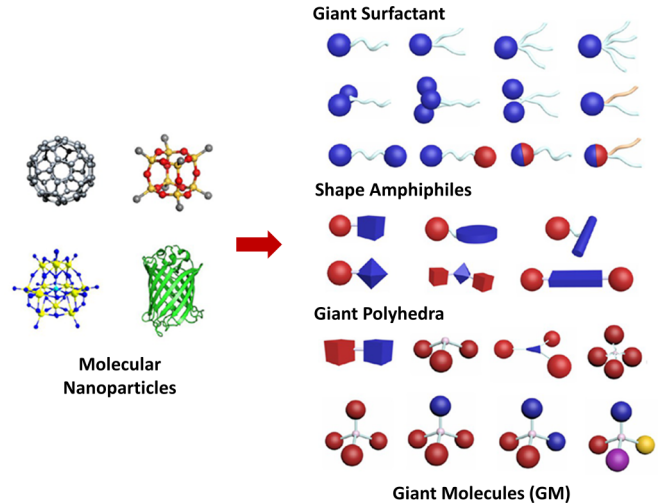 Giant Surfactant
Shape Amphiphiles
Giant Polyhedra
Molecular
Nanoparticles
Giant Molecules (GM)